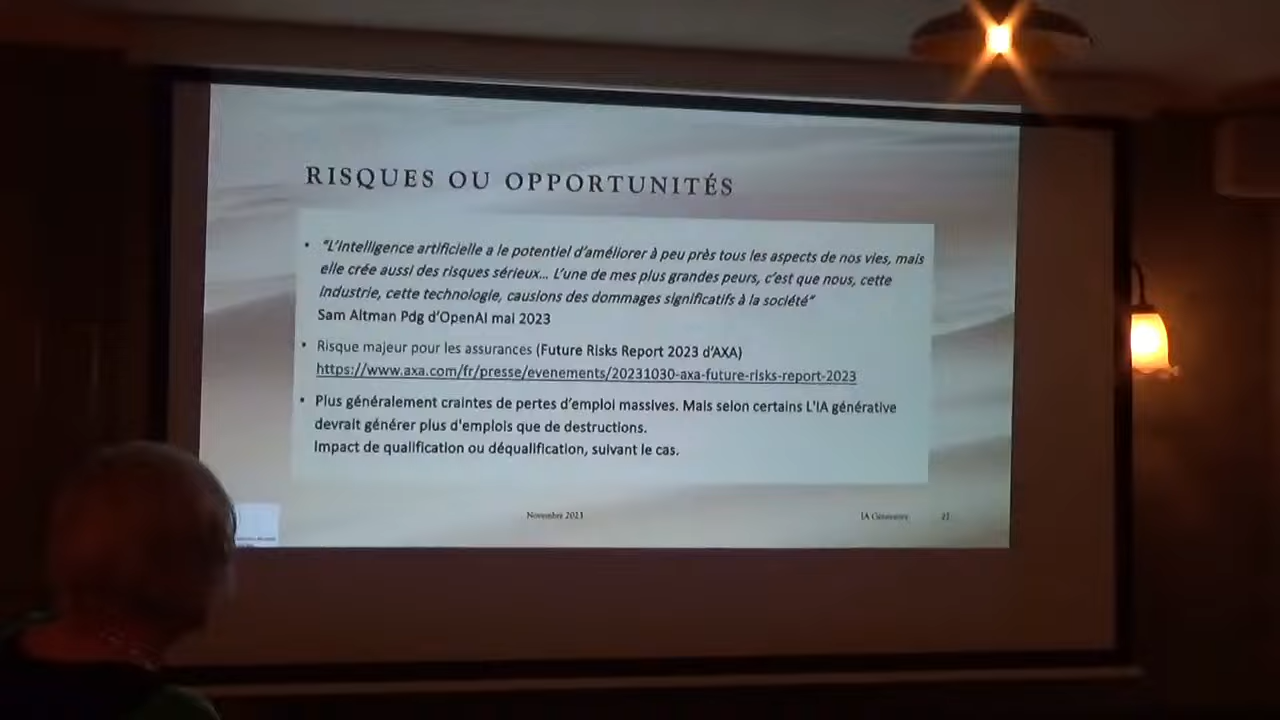 RISQUES OU OPPORTUNITÉS
• "L'intelligence artificielle a le potentiel d'améliorer à peu près tous les aspects de nos vies, mais
elle crée aussi des risques sérieux... L'une de mes plus grandes peurs, c'est que nous, cette
industrie, cette technologie, causions des dommages significatifs à la société"
Sam Altman Pdg d'OpenAI mai 2023
• Risque majeur pour les assurances (Future Risks Report 2023 d'AXA)
https://www.axa.com/fr/presse/evenements/20231030-axa-future-risks-report-2023
• Plus généralement craintes de pertes d'emploi massives. Mais selon certains L'IA générative
devrait générer plus d'emplois que de destructions.
Impact de qualification ou déqualification, suivant le cas.
Novembre 2023
IA Générative